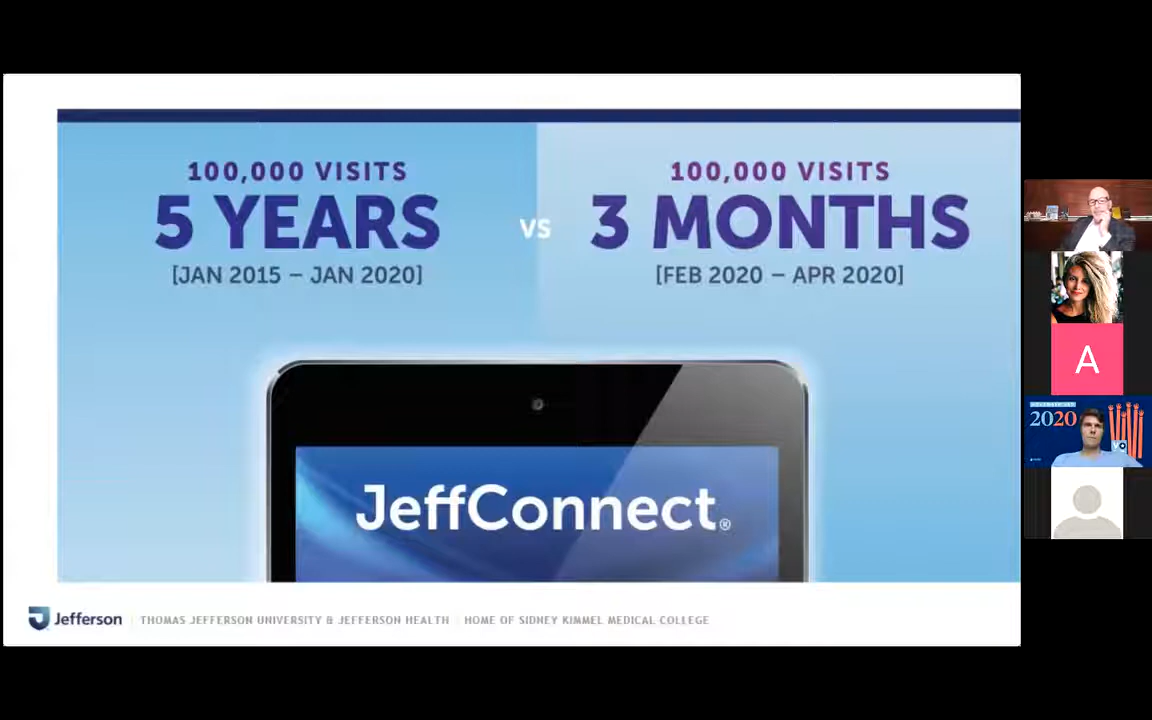 100,000 VISITS
5 YEARS
[JAN 2015 – JAN 2020]
VS
100,000 VISITS
3 MONTHS
[FEB 2020 – APR 2020]
JeffConnect®
Jefferson
THOMAS JEFFERSON UNIVERSITY & JEFFERSON HEALTH
HOME OF SIDNEY KIMMEL MEDICAL COLLEGE
A
2020